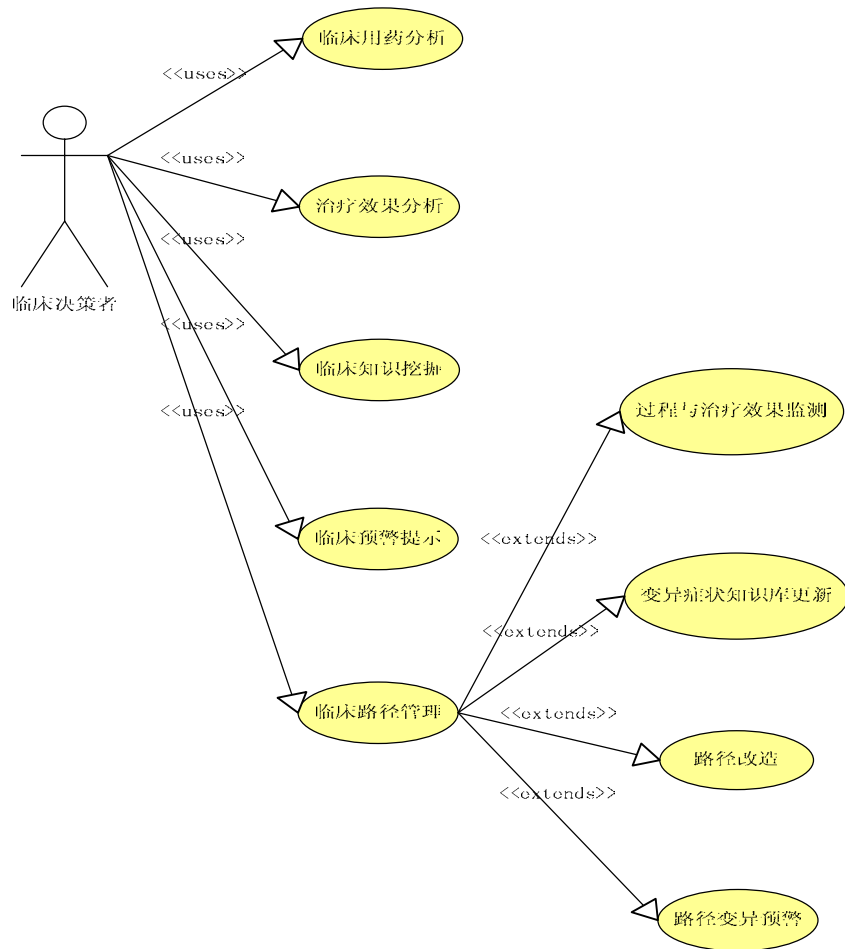 临床用药分析
<<uses>>
<<uses>>
治疗效果分析
<<uses>>
临床决策者
<<uses>>
临床知识挖掘
<<uses>>
过程与治疗效果监测
临床预警提示
<<extends>>
变异症状知识库更新
<<extends>>
临床路径管理
<<extends>>
路径改造
<<extends>>
路径变异预警